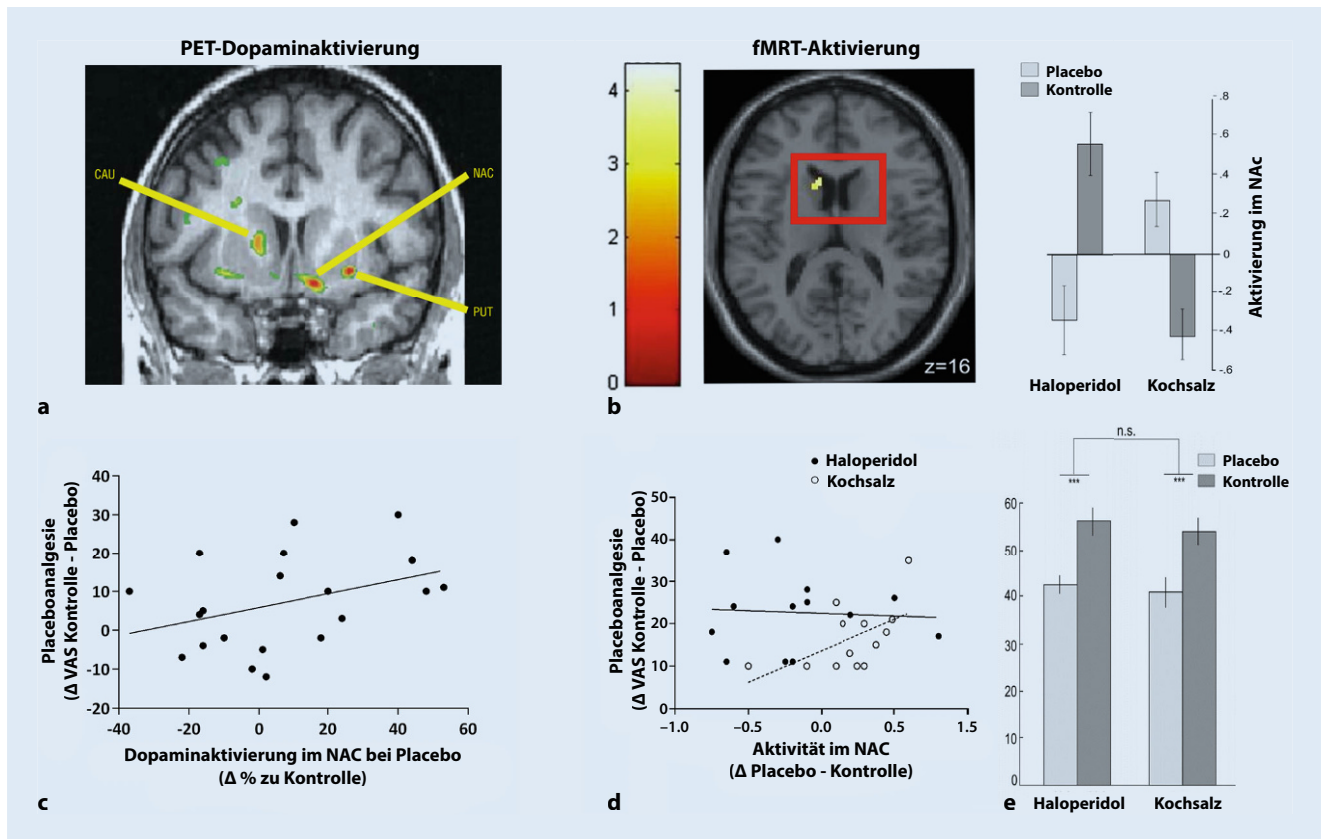 PET-Dopaminaktivierung
CAU
NAC
PUT
a
fMRT-Aktivierung
4
3
2
1
0
z=16
b
Placebo
Kontrolle
.8
.6
.4
.2
0
-.2
-.4
-.6
Aktivierung im NAc
Haloperidol
Kochsalz
40
30
20
10
0
-10
-20
-40
-20
0
20
40
60
Placeboanalgesie
(Δ VAS Kontrolle - Placebo)
Dopaminaktivierung im NAC bei Placebo
(Δ % zu Kontrolle)
c
Haloperidol
Kochsalz
50
40
30
20
10
0
-1.0
–0.5
0.0
0.5
1.5
Placeboanalgesie
(Δ VAS Kontrolle - Placebo)
Aktivität im NAC
(Δ Placebo - Kontrolle)
d
n.s.
***
***
Placebo
Kontrolle
60
50
40
30
20
10
0
Haloperidol
Kochsalz
e